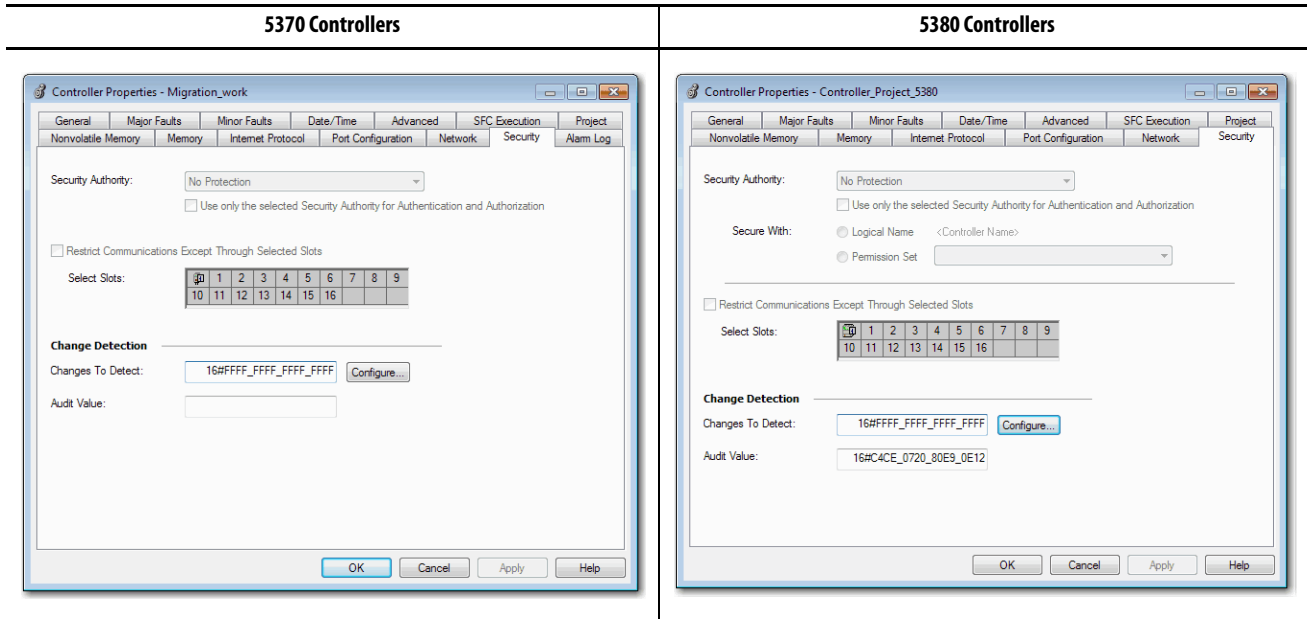 5370 Controllers
5380 Controllers
Controller Properties - Migration_work
General Major Faults Minor Faults Date/Time Advanced SFC Execution Project
Nonvolatile Memory Memory Internet Protocol Port Configuration Network Security Alarm Log
Security Authority: No Protection
Use only the selected Security Authority for Authentication and Authorization
Restrict Communications Except Through Selected Slots
Select Slots: 1 2 3 4 5 6 7 8 9
10 11 12 13 14 15 16
Change Detection
Changes To Detect: 16#FFFF_FFFF_FFFF_FFFF Configure...
Audit Value:
OK Cancel Apply Help
Controller Properties - Controller_Project_5380
General Major Faults Minor Faults Date/Time Advanced SFC Execution Project
Nonvolatile Memory Memory Internet Protocol Port Configuration Network Security
Security Authority: No Protection
Use only the selected Security Authority for Authentication and Authorization
Secure With: Logical Name <Controller Name>
Permission Set
Restrict Communications Except Through Selected Slots
Select Slots: 1 2 3 4 5 6 7 8 9
10 11 12 13 14 15 16
Change Detection
Changes To Detect: 16#FFFF_FFFF_FFFF_FFFF Configure...
Audit Value: 16#C4CE_0720_80E9_0E12
OK Cancel Apply Help